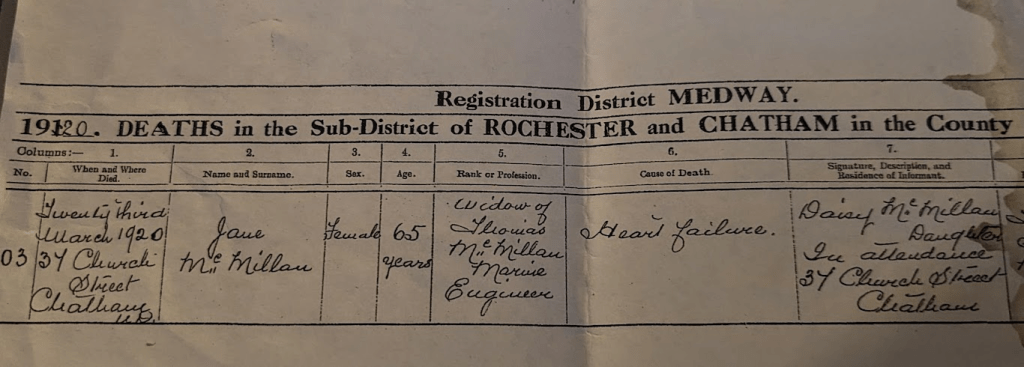 Registration District MEDWAY.
1920. DEATHS in the Sub-District of ROCHESTER and CHATHAM in the County
Columns:— 1. 2. 3. 4. 5. 6. 7.
No. When and Where Died. Name and Surname. Sex. Age. Rank or Profession. Cause of Death. Signature, Description, and Residence of Informant.
03
Twenty third
March 1920
37 Church
Street
Chatham
U.D.
Jane
McMillan
Female
65
years
Widow of
Thomas
McMillan
Marine
Engineer
Heart failure.
Daisy McMillan
Daughter
In attendance
37 Church Street
Chatham